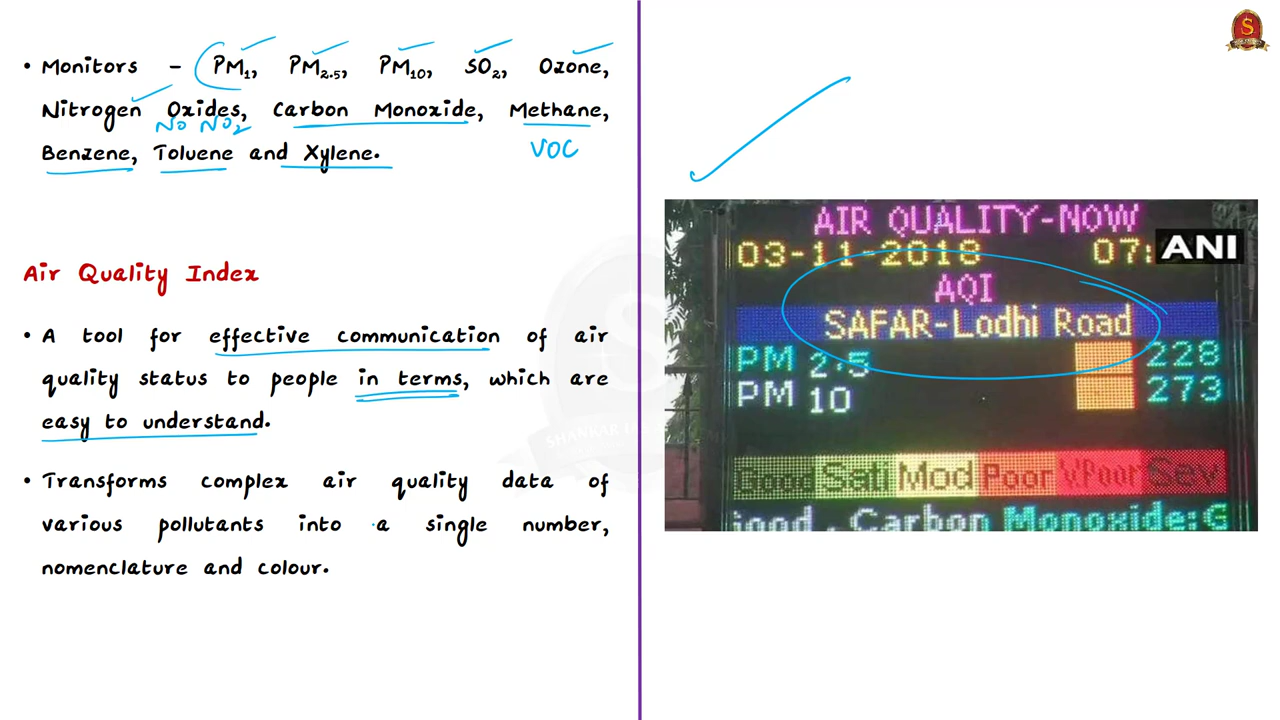 • Monitors - PM1, PM2.5, PM10, SO2, Ozone,
Nitrogen Oxides, Carbon Monoxide, Methane,
NO NO2
VOC
Benzene, Toluene and Xylene.
Air Quality Index
• A tool for effective communication of air
quality status to people in terms, which are
easy to understand.
• Transforms complex air quality data of
various pollutants into a single number,
nomenclature and colour.
AIR QUALITY-NOW
03-11-2018 07:
ANI
AQI
SAFAR-Lodhi Road
PM 2.5 228
PM 10 273
Good Sati Mod Poor VPoor Sev
Good, Carbon Monoxide:G
S